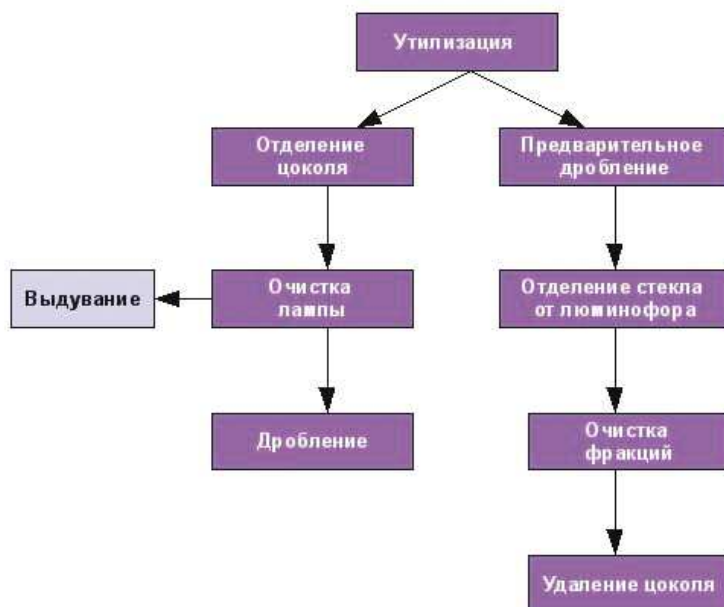 Утилизация
Отделение
цоколя
Предварительное
дробление
Выдувание
Очистка
лампы
Отделение стекла
от люминофора
Дробление
Очистка
фракций
Удаление цоколя